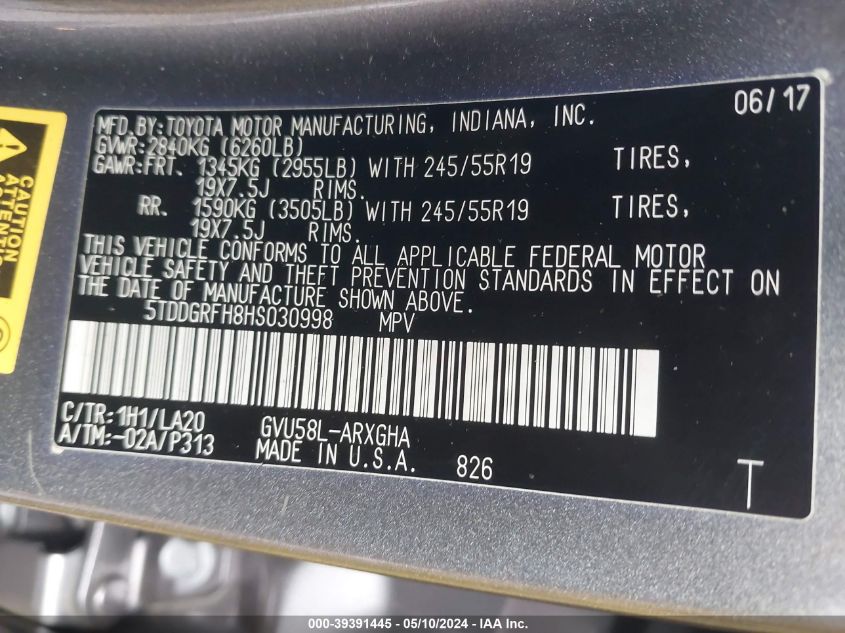 06/17
MFD.BY:TOYOTA MOTOR MANUFACTURING, INDIANA, INC.
GVWR:2840KG (6260LB)
GAWR:FRT. 1345KG (2955LB) WITH 245/55R19 TIRES,
19X7.5J RIMS.
RR. 1590KG (3505LB) WITH 245/55R19 TIRES,
19X7.5J RIMS.
THIS VEHICLE CONFORMS TO ALL APPLICABLE FEDERAL MOTOR
VEHICLE SAFETY AND THEFT PREVENTION STANDARDS IN EFFECT ON
THE DATE OF MANUFACTURE SHOWN ABOVE.
5TDDGRFH8HS030998 MPV
C/TR:1H1/LA20 GVU58L-ARXGHA
A/TM:-02A/P313 MADE IN U.S.A. 826
T
CAUTION
000-39391445 — 05/10/2024 — IAA Inc.